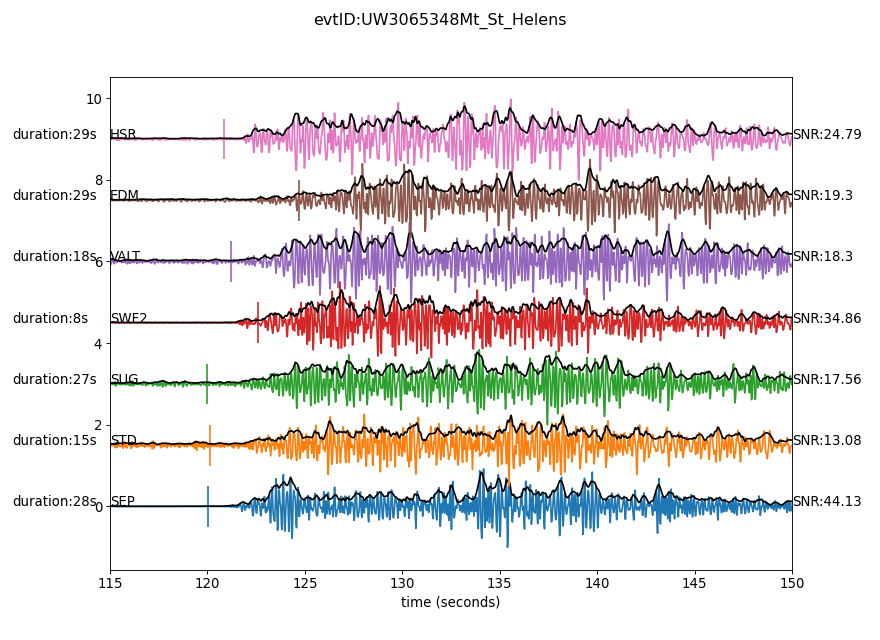 evtID:UW3065348Mt_St_Helens
10
duration:29s HSR SNR:24.79
8
duration:29s EDM SNR:19.3
duration:18s VALT SNR:18.3
6
duration:8s SWF2 SNR:34.86
4
duration:27s SUG SNR:17.56
2
duration:15s STD SNR:13.08
duration:28s SEP SNR:44.13
0
115 120 125 130 135 140 145 150
time (seconds)